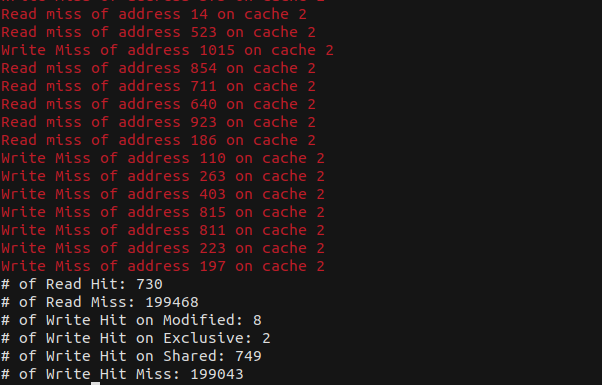 Read miss of address 14 on cache 2
Read miss of address 523 on cache 2
Write Miss of address 1015 on cache 2
Read miss of address 854 on cache 2
Read miss of address 711 on cache 2
Read miss of address 640 on cache 2
Read miss of address 923 on cache 2
Read miss of address 186 on cache 2
Write Miss of address 110 on cache 2
Write Miss of address 263 on cache 2
Write Miss of address 403 on cache 2
Write Miss of address 815 on cache 2
Write Miss of address 811 on cache 2
Write Miss of address 223 on cache 2
Write Miss of address 197 on cache 2
# of Read Hit: 730
# of Read Miss: 199468
# of Write Hit on Modified: 8
# of Write Hit on Exclusive: 2
# of Write Hit on Shared: 749
# of Write Hit Miss: 199043